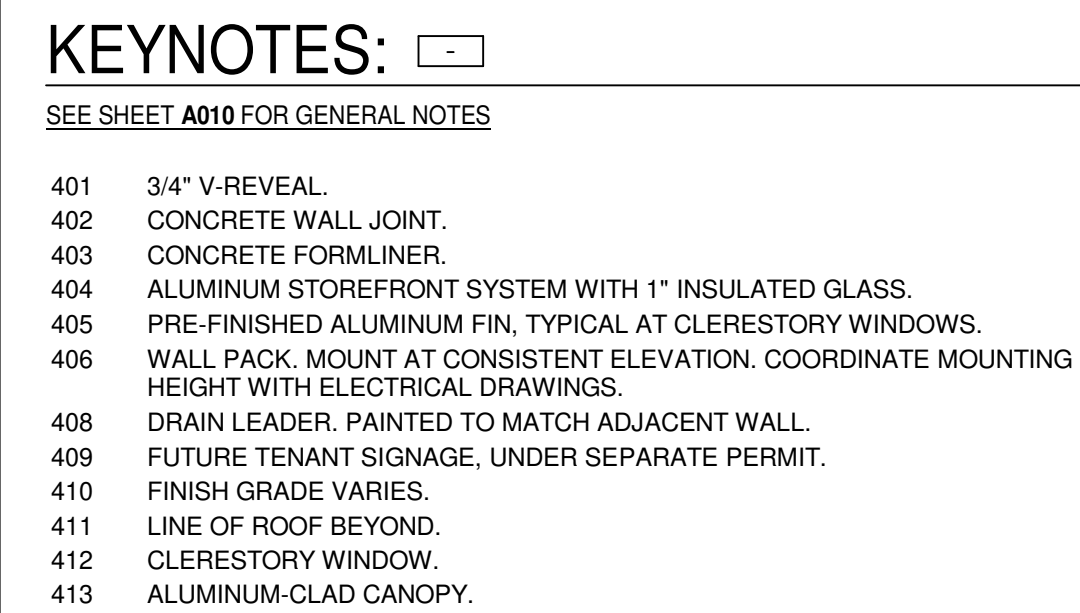 KEYNOTES: -
SEE SHEET A010 FOR GENERAL NOTES
401 3/4" V-REVEAL.
402 CONCRETE WALL JOINT.
403 CONCRETE FORMLINER.
404 ALUMINUM STOREFRONT SYSTEM WITH 1" INSULATED GLASS.
405 PRE-FINISHED ALUMINUM FIN, TYPICAL AT CLERESTORY WINDOWS.
406 WALL PACK. MOUNT AT CONSISTENT ELEVATION. COORDINATE MOUNTING
HEIGHT WITH ELECTRICAL DRAWINGS.
408 DRAIN LEADER. PAINTED TO MATCH ADJACENT WALL.
409 FUTURE TENANT SIGNAGE, UNDER SEPARATE PERMIT.
410 FINISH GRADE VARIES.
411 LINE OF ROOF BEYOND.
412 CLERESTORY WINDOW.
413 ALUMINUM-CLAD CANOPY.